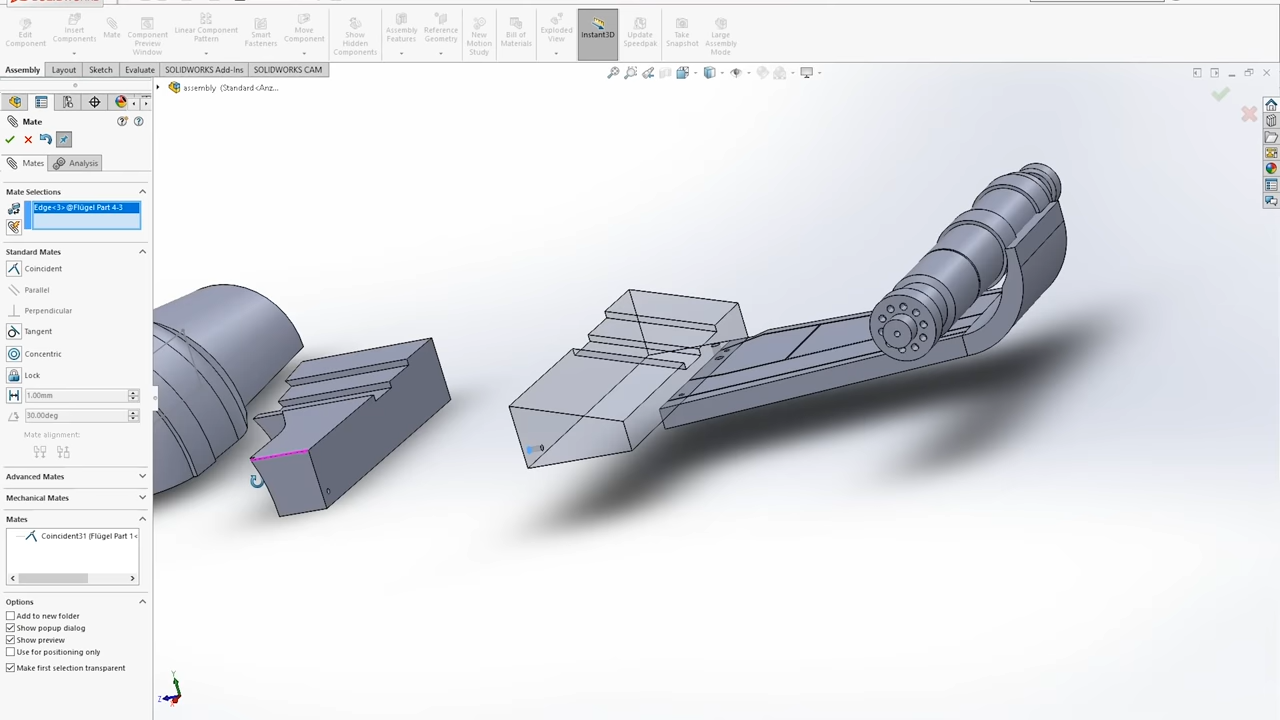 SOLIDWORKS
Edit Component
Insert Components
Mate
Component Preview Window
Linear Component Pattern
Smart Fasteners
Move Component
Show Hidden Components
Assembly Features
Reference Geometry
New Motion Study
Bill of Materials
Exploded View
Instant3D
Update Speedpak
Take Snapshot
Large Assembly Mode
Assembly
Layout
Sketch
Evaluate
SOLIDWORKS Add-Ins
SOLIDWORKS CAM
assembly (Standard<Anz...
Mate
Mates
Analysis
Mate Selections
Edge<3>@Flügel Part 4-3
Standard Mates
Coincident
Parallel
Perpendicular
Tangent
Concentric
Lock
1.00mm
30.00deg
Mate alignment:
Advanced Mates
Mechanical Mates
Mates
Coincident31 (Flügel Part 1<
Options
Add to new folder
Show popup dialog
Show preview
Use for positioning only
Make first selection transparent
Y
Z